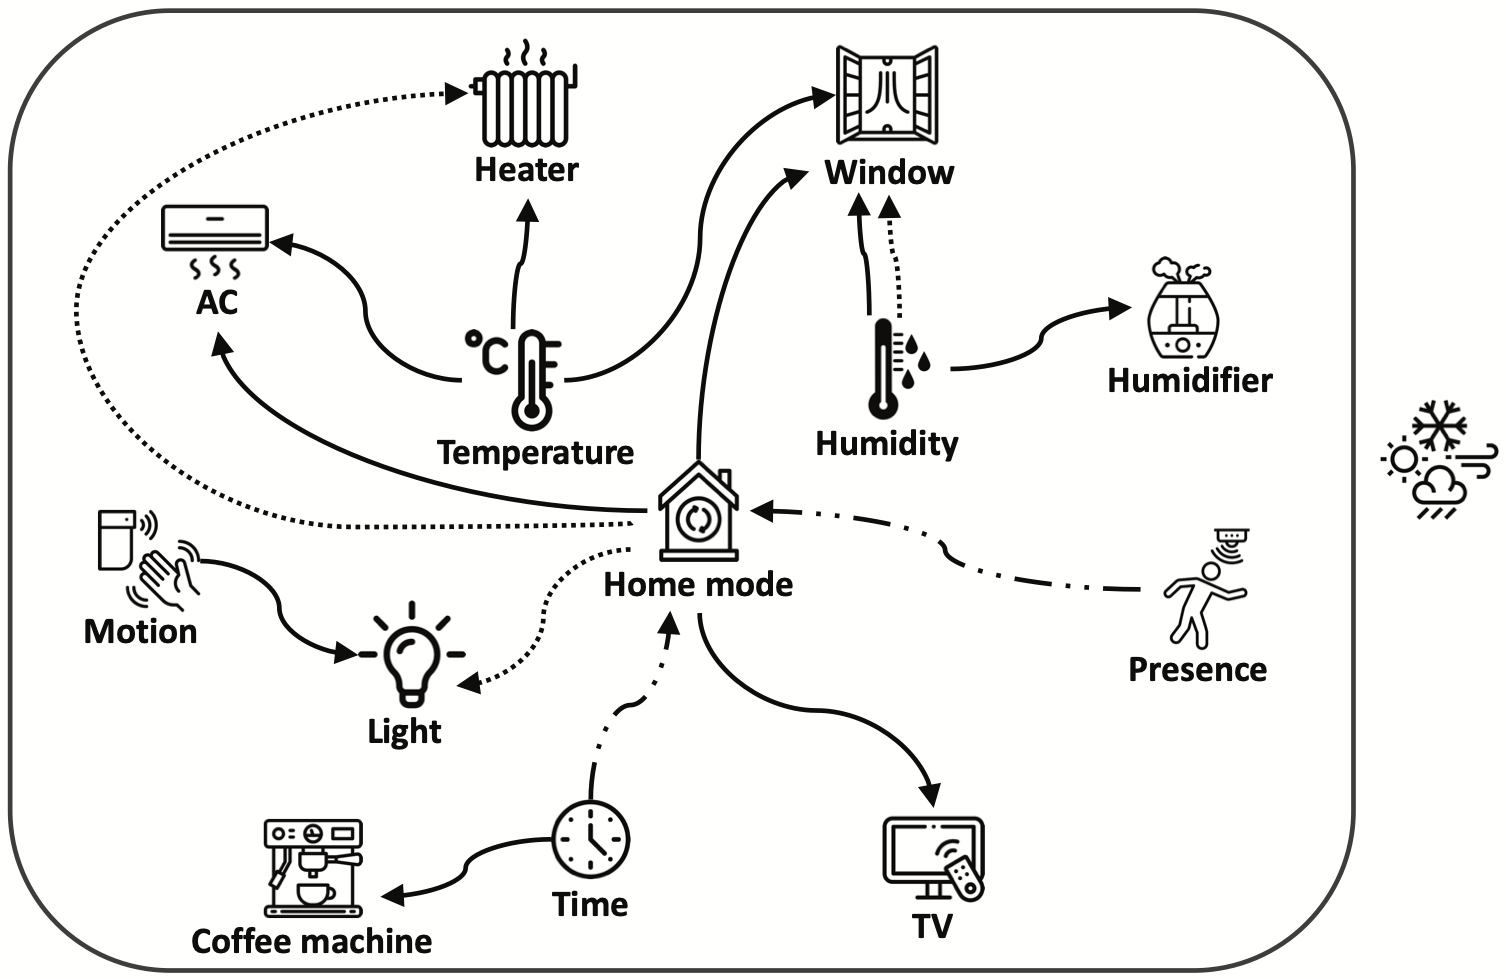 Heater
Window
AC
°C
Humidifier
Temperature
Humidity
Home mode
Motion
Presence
Light
Time
TV
Coffee machine